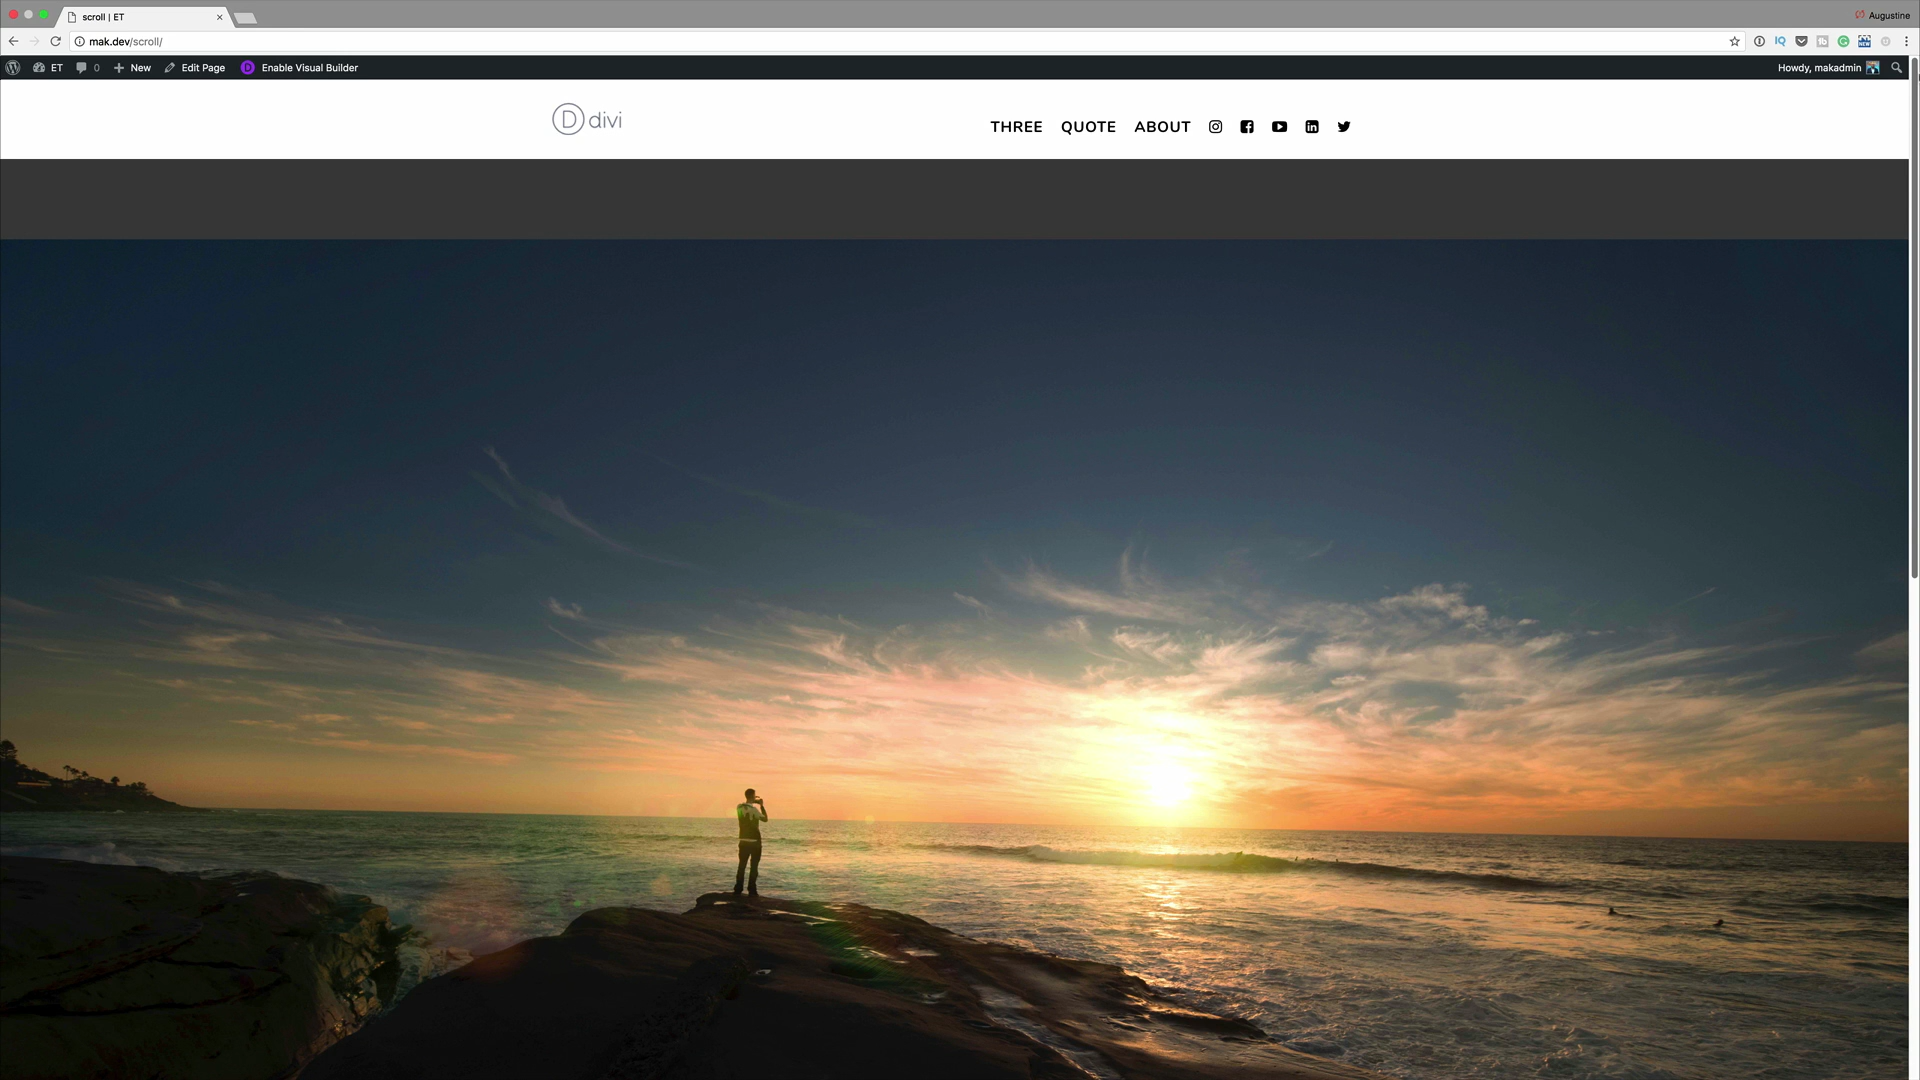 scroll | ET
Augustine
mak.dev/scroll/
ET 0 New Edit Page Enable Visual Builder
Howdy, makadmin
D divi
THREE QUOTE ABOUT